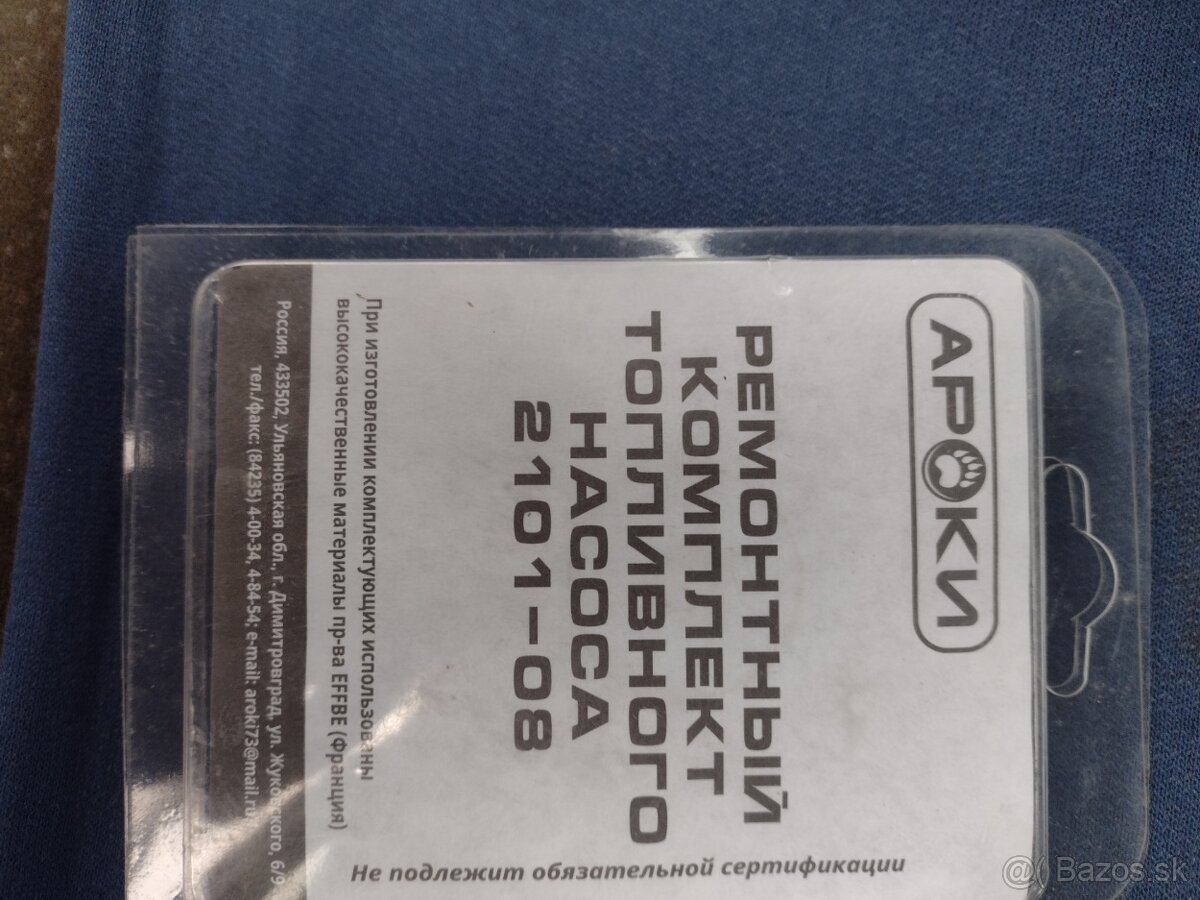 АРОКИ
РЕМОНТНЫЙ
КОМПЛЕКТ
ТОПЛИВНОГО
НАСОСА
2101-08
При изготовлении комплектующих использованы
высококачественные материалы пр-ва EFFBE (Франция)
Россия, 433502, Ульяновская обл., г. Димитровград, ул. Жуковского, 6/9
тел./факс: (84235) 4-00-34, 4-84-54; e-mail: aroki73@mail.ru
Не подлежит обязательной сертификации
Bazos.sk